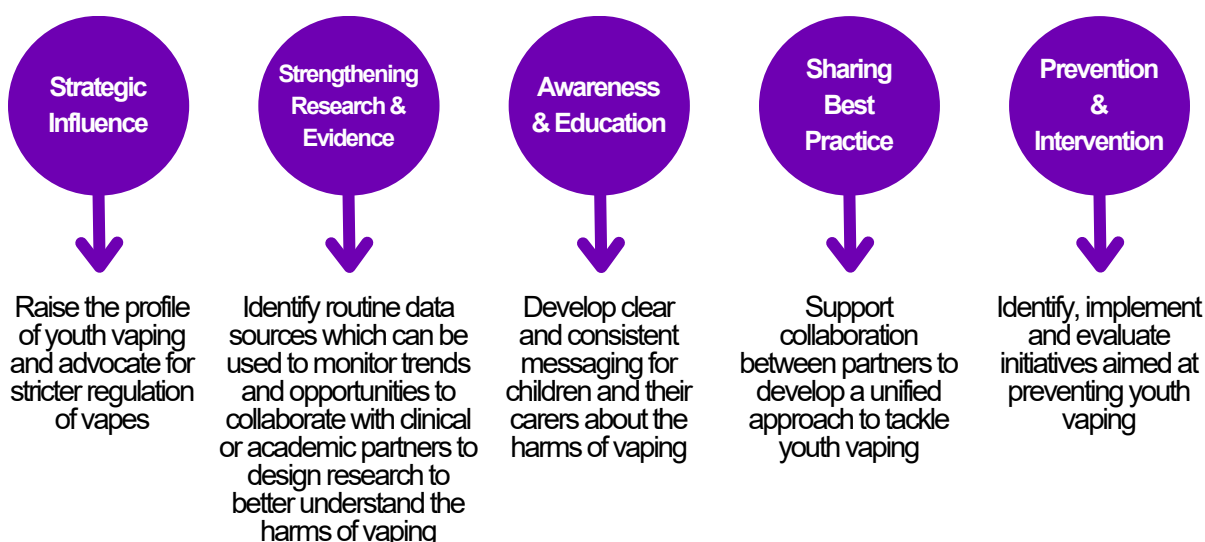 Strategic
Influence
Strengthening
Research &
Evidence
Awareness
& Education
Sharing
Best
Practice
Prevention
&
Intervention
Raise the profile
of youth vaping
and advocate for
stricter regulation
of vapes
Identify routine data
sources which can be
used to monitor trends
and opportunities to
collaborate with clinical
or academic partners to
design research to
better understand the
harms of vaping
Develop clear
and consistent
messaging for
children and their
carers about the
harms of vaping
Support
collaboration
between partners to
develop a unified
approach to tackle
youth vaping
Identify, implement
and evaluate
initiatives aimed at
preventing youth
vaping